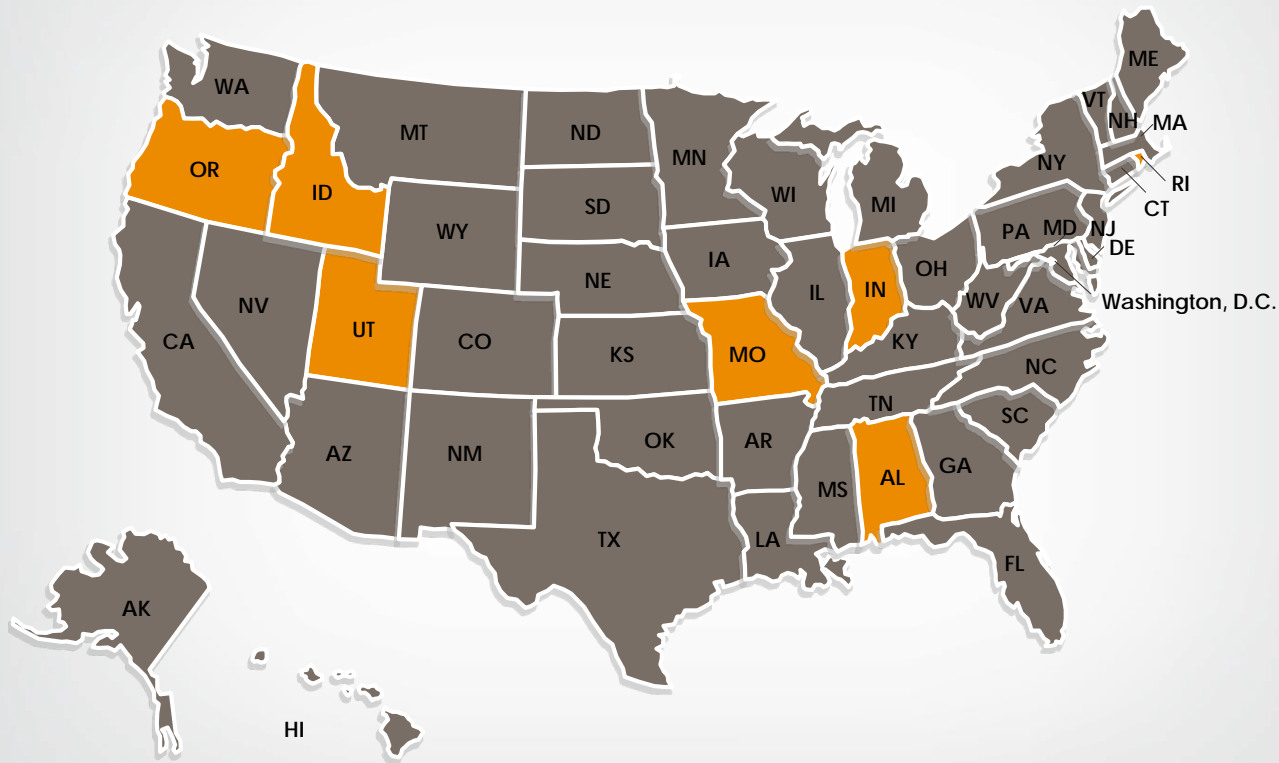 WA
OR
ID
MT
ND
SD
MN
WI
MI
ME
VT
NH
MA
NY
RI
CT
WY
NE
IA
IL
IN
OH
PA
MD
NJ
DE
Washington, D.C.
CA
NV
UT
CO
KS
MO
KY
WV
VA
NC
AZ
NM
OK
AR
TN
SC
TX
LA
MS
AL
GA
FL
AK
HI